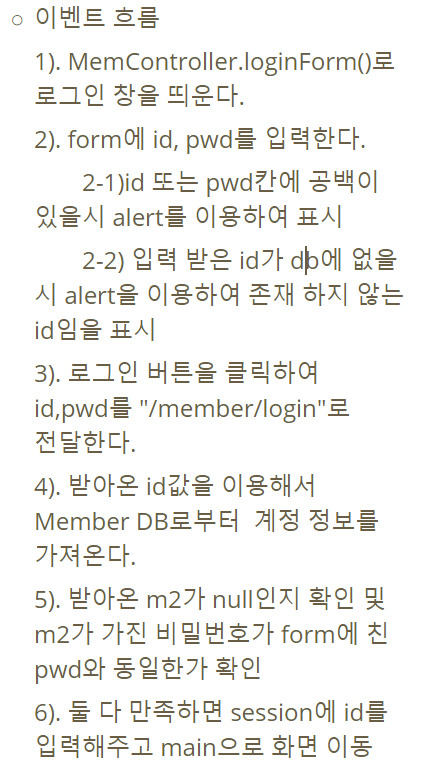 ○ 이벤트 흐름
1). MemController.loginForm()로
로그인 창을 띄운다.
2). form에 id, pwd를 입력한다.
2-1)id 또는 pwd칸에 공백이
있을시 alert를 이용하여 표시
2-2) 입력 받은 id가 db에 없을
시 alert을 이용하여 존재 하지 않는
id임을 표시
3). 로그인 버튼을 클릭하여
id,pwd를 "/member/login"로
전달한다.
4). 받아온 id값을 이용해서
Member DB로부터 계정 정보를
가져온다.
5). 받아온 m2가 null인지 확인 및
m2가 가진 비밀번호가 form에 친
pwd와 동일한가 확인
6). 둘 다 만족하면 session에 id를
입력해주고 main으로 화면 이동